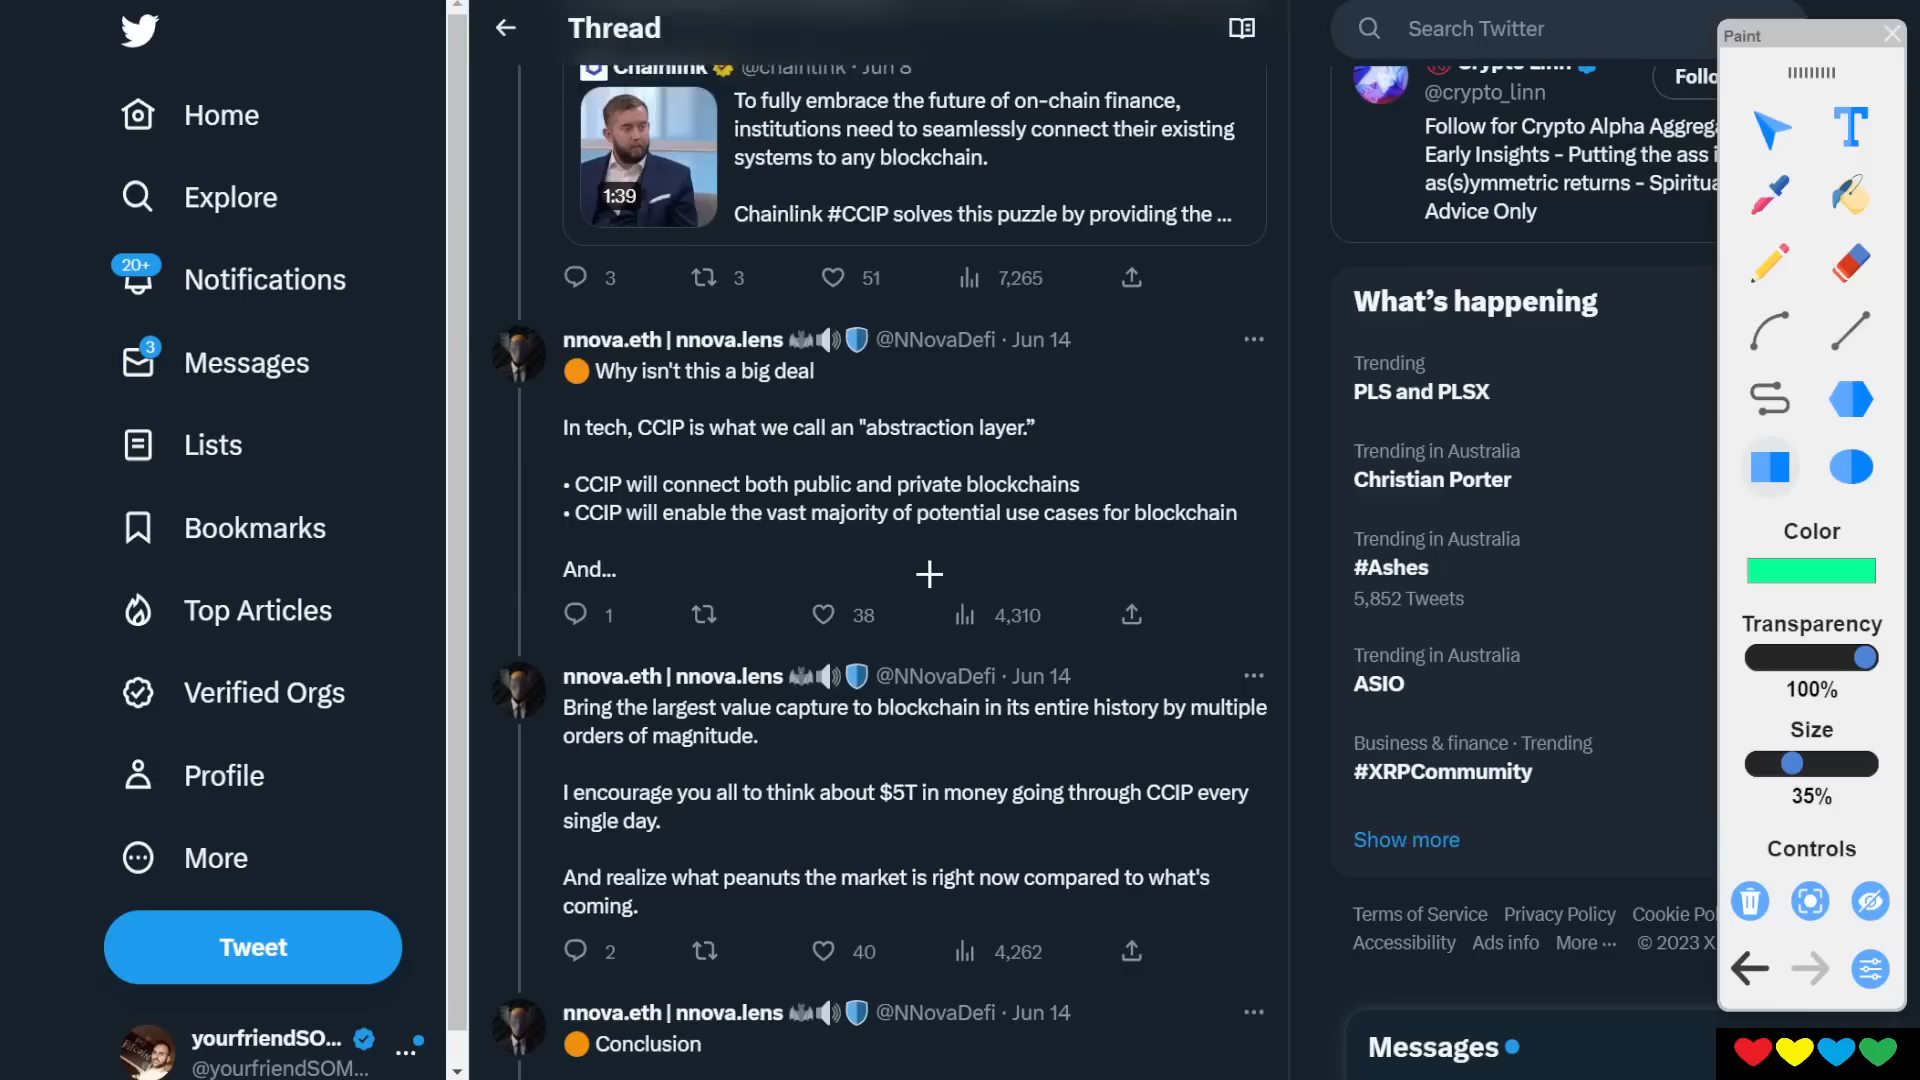 Home
Explore
20+
Notifications
3
Messages
Lists
Bookmarks
Top Articles
Verified Orgs
Profile
More
Tweet
yourfriendSO...
@yourfriendSOM...
Thread
Chainlink @chainlink · Jun 8
To fully embrace the future of on-chain finance,
institutions need to seamlessly connect their existing
systems to any blockchain.
1:39
Chainlink #CCIP solves this puzzle by providing the ...
3 3 51 7,265
nnova.eth | nnova.lens @NNovaDefi · Jun 14
Why isn't this a big deal
In tech, CCIP is what we call an "abstraction layer.”
• CCIP will connect both public and private blockchains
• CCIP will enable the vast majority of potential use cases for blockchain
And...
1 38 4,310
nnova.eth | nnova.lens @NNovaDefi · Jun 14
Bring the largest value capture to blockchain in its entire history by multiple
orders of magnitude.
I encourage you all to think about $5T in money going through CCIP every
single day.
And realize what peanuts the market is right now compared to what's
coming.
2 40 4,262
nnova.eth | nnova.lens @NNovaDefi · Jun 14
Conclusion
Search Twitter
Crypto Linn
Follo
@crypto_linn
Follow for Crypto Alpha Aggrega
Early Insights - Putting the ass i
as(s)ymmetric returns - Spiritua
Advice Only
What’s happening
Trending
PLS and PLSX
Trending in Australia
Christian Porter
Trending in Australia
#Ashes
5,852 Tweets
Trending in Australia
ASIO
Business & finance · Trending
#XRPCommumity
Show more
Terms of Service Privacy Policy Cookie Pol
Accessibility Ads info More ··· © 2023 X
Messages
Paint
T
Color
Transparency
100%
Size
35%
Controls